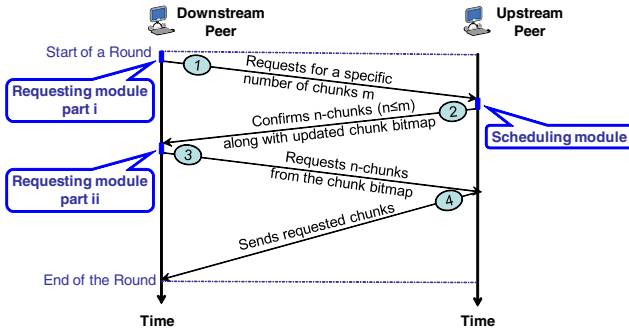 Downstream
Peer
Upstream
Peer
Start of a Round
1
Requests for a specific
number of chunks m
Requesting module
part i
2
Confirms n-chunks (n≤m)
along with updated chunk bitmap
Scheduling module
3
Requests n-chunks
from the chunk bitmap
Requesting module
part ii
4
Sends requested chunks
End of the Round
Time
Time